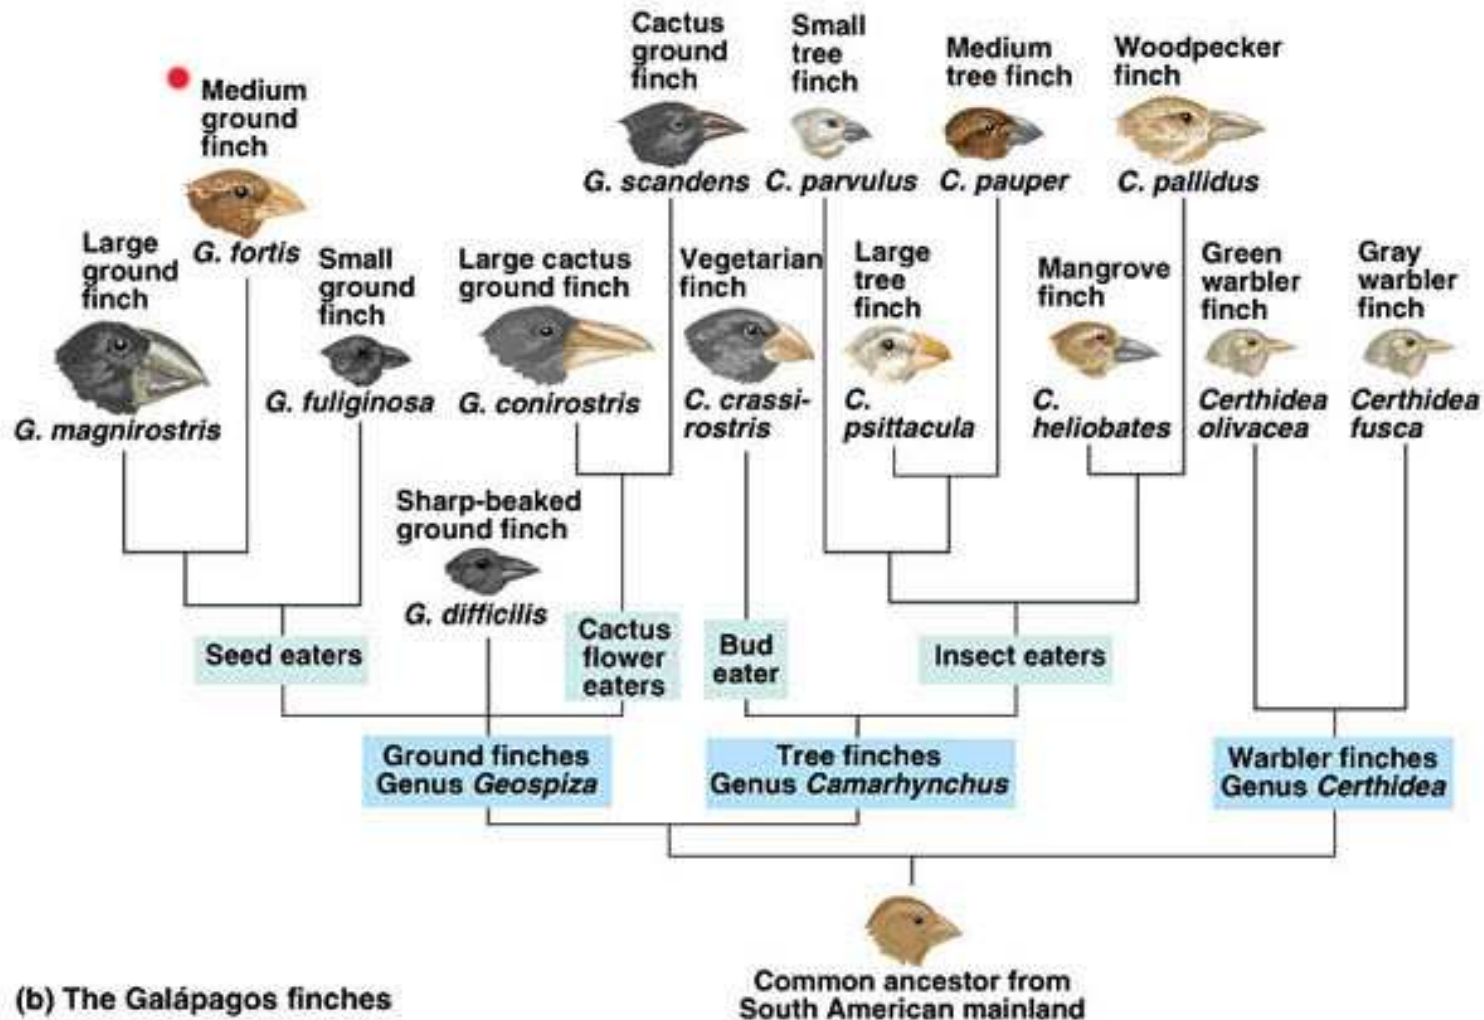 Cactus
ground
finch
G. scandens
Small
tree
finch
C. parvulus
Medium
tree finch
C. pauper
Woodpecker
finch
C. pallidus
Medium
ground
finch
G. fortis
Large
ground
finch
G. magnirostris
Small
ground
finch
G. fuliginosa
Large cactus
ground finch
G. conirostris
Vegetarian
finch
C. crassi-
rostris
Large
tree
finch
C.
psittacula
Mangrove
finch
C.
heliobates
Green
warbler
finch
Certhidea
olivacea
Gray
warbler
finch
Certhidea
fusca
Sharp-beaked
ground finch
G. difficilis
Seed eaters
Cactus
flower
eaters
Bud
eater
Insect eaters
Ground finches
Genus Geospiza
Tree finches
Genus Camarhynchus
Warbler finches
Genus Certhidea
Common ancestor from
South American mainland
(b) The Galápagos finches